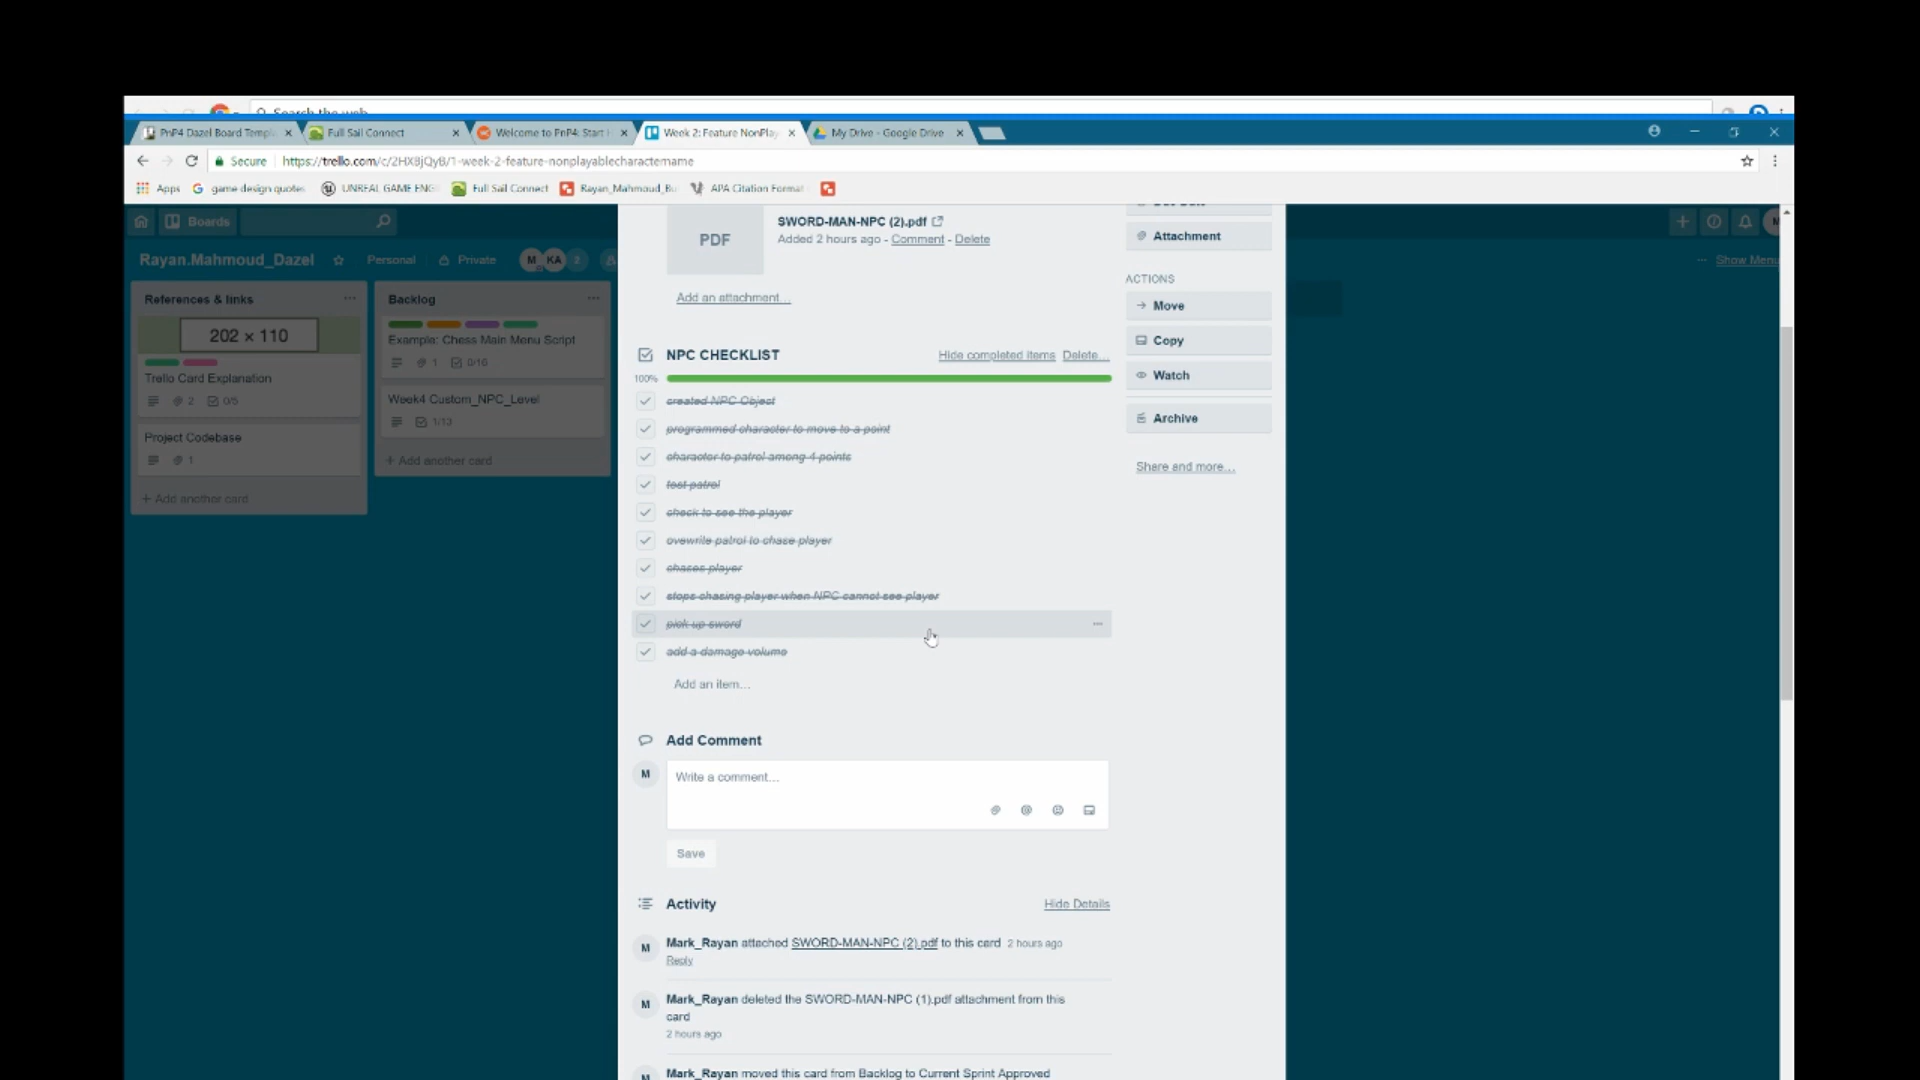 Search the web
PnP4 Dazel Board Templ
Full Sail Connect
Welcome to PnP4: Start H
Week 2: Feature NonPlay
My Drive - Google Drive
Secure
https://trello.com/c/2HX8jQyB/1-week-2-feature-nonplayablecharactername
Apps
game design quotes
UNREAL GAME ENG
Full Sail Connect
Rayan_Mahmoud_Bu
APA Citation Format
Boards
Rayan.Mahmoud_Dazel
Personal
Private
M
KA
2
Show Menu
References & links
202 × 110
Trello Card Explanation
2
0/5
Project Codebase
1
+ Add another card
Backlog
Example: Chess Main Menu Script
1
0/16
Week4 Custom_NPC_Level
1/13
+ Add another card
PDF
SWORD-MAN-NPC (2).pdf
Added 2 hours ago - Comment - Delete
Add an attachment...
NPC CHECKLIST
Hide completed items
Delete...
100%
created NPC Object
programmed character to move to a point
character to patrol among 4 points
test patrol
check to see the player
ovewrite patrol to chase player
chases player
stops chasing player when NPC cannot see player
pick up sword
add a damage volume
Add an item...
Add Comment
M
Write a comment...
Save
Activity
Hide Details
M
Mark_Rayan attached SWORD-MAN-NPC (2).pdf to this card 2 hours ago
Reply
M
Mark_Rayan deleted the SWORD-MAN-NPC (1).pdf attachment from this
card
2 hours ago
M
Mark_Rayan moved this card from Backlog to Current Sprint Approved
Attachment
ACTIONS
Move
Copy
Watch
Archive
Share and more...